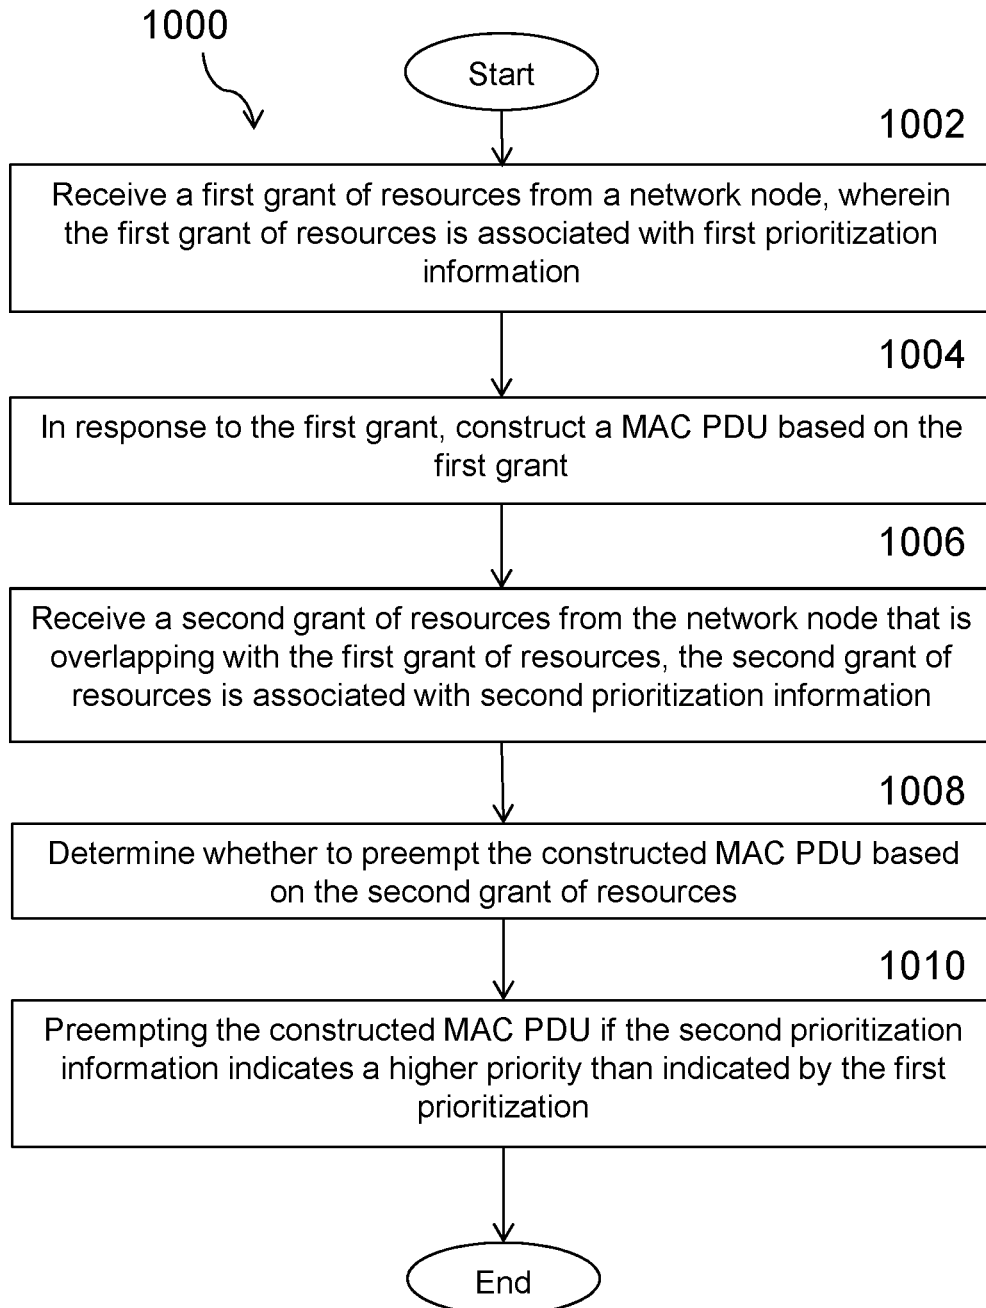 1000
Start
1002
Receive a first grant of resources from a network node, wherein
the first grant of resources is associated with first prioritization
information
1004
In response to the first grant, construct a MAC PDU based on the
first grant
1006
Receive a second grant of resources from the network node that is
overlapping with the first grant of resources, the second grant of
resources is associated with second prioritization information
1008
Determine whether to preempt the constructed MAC PDU based
on the second grant of resources
1010
Preempting the constructed MAC PDU if the second prioritization
information indicates a higher priority than indicated by the first
prioritization
End